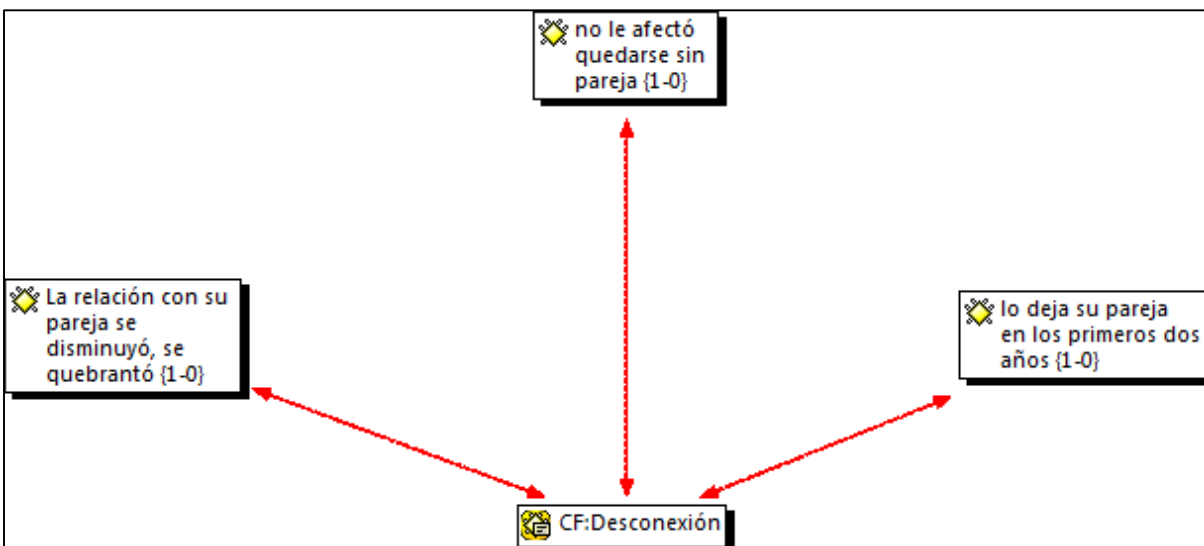 no le afectó
quedarse sin
pareja {1-0}
La relación con su
pareja se
disminuyó, se
quebrantó {1-0}
lo deja su pareja
en los primeros dos
años {1-0}
CF:Desconexión